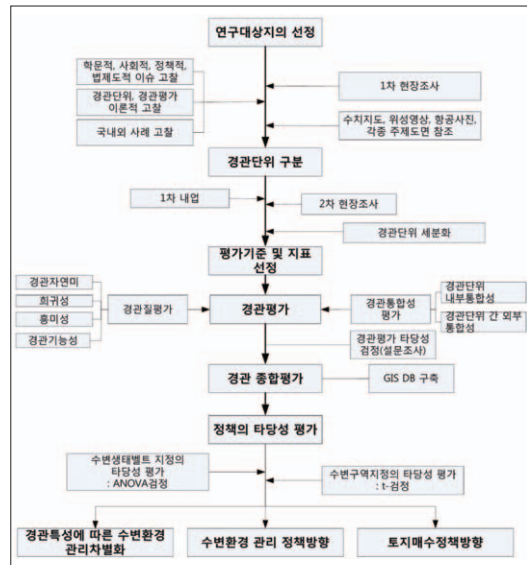 연구대상지의 선정
학문적, 사회적, 정책적,
법제도적 이슈 고찰
1차 현장조사
경관단위, 경관평가
이론적 고찰
국내외 사례 고찰
수치지도, 위성영상, 항공사진,
각종 주제도면 참조
경관단위 구분
1차 내업
2차 현장조사
경관단위 세분화
평가기준 및 지표
선정
경관자연미
희귀성
흥미성
경관기능성
경관질평가
경관평가
경관통합성
평가
경관단위
내부통합성
경관단위 간 외부
통합성
경관평가 타당성
검정(설문조사)
경관 종합평가
GIS DB 구축
정책의 타당성 평가
수변생태벨트 지정의
타당성 평가
: ANOVA검정
수변구역지정의 타당성 평가
: t-검정
경관특성에 따른 수변환경
관리차별화
수변환경 관리 정책방향
토지매수정책방향